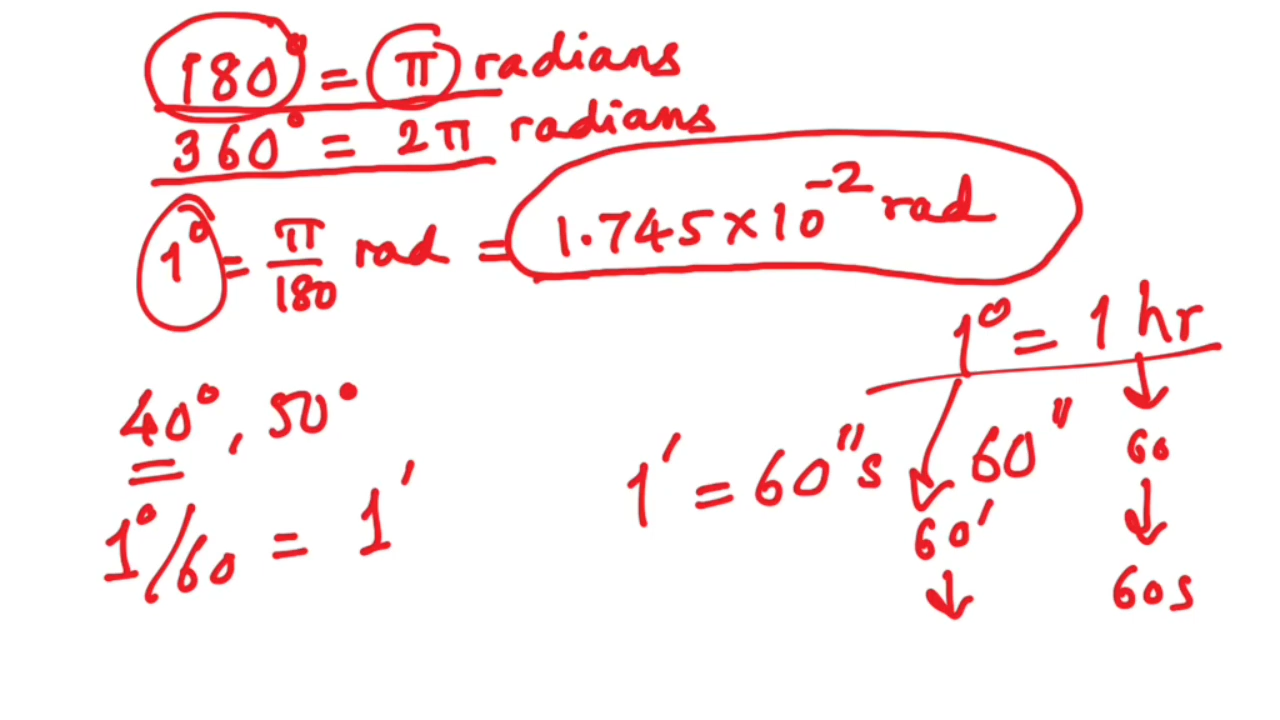 180° = π radians
360° = 2π radians
1° = π/180 rad = 1.745 × 10⁻² rad
1° = 1 hr
40°, 50°
60"
60
1' = 60"s
1°/60 = 1'
60'
60s